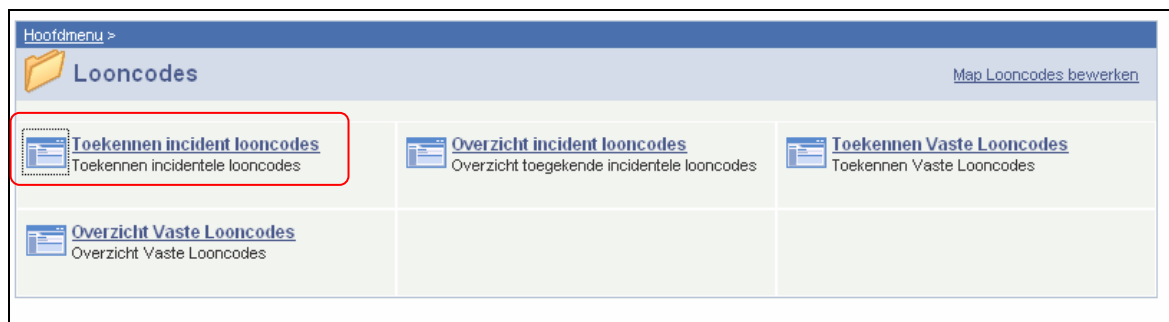 Hoofdmenu >
Looncodes
Map Looncodes bewerken
Toekennen incident looncodes
Toekennen incidentele looncodes
Overzicht incident looncodes
Overzicht toegekende incidentele looncodes
Toekennen Vaste Looncodes
Toekennen Vaste Looncodes
Overzicht Vaste Looncodes
Overzicht Vaste Looncodes